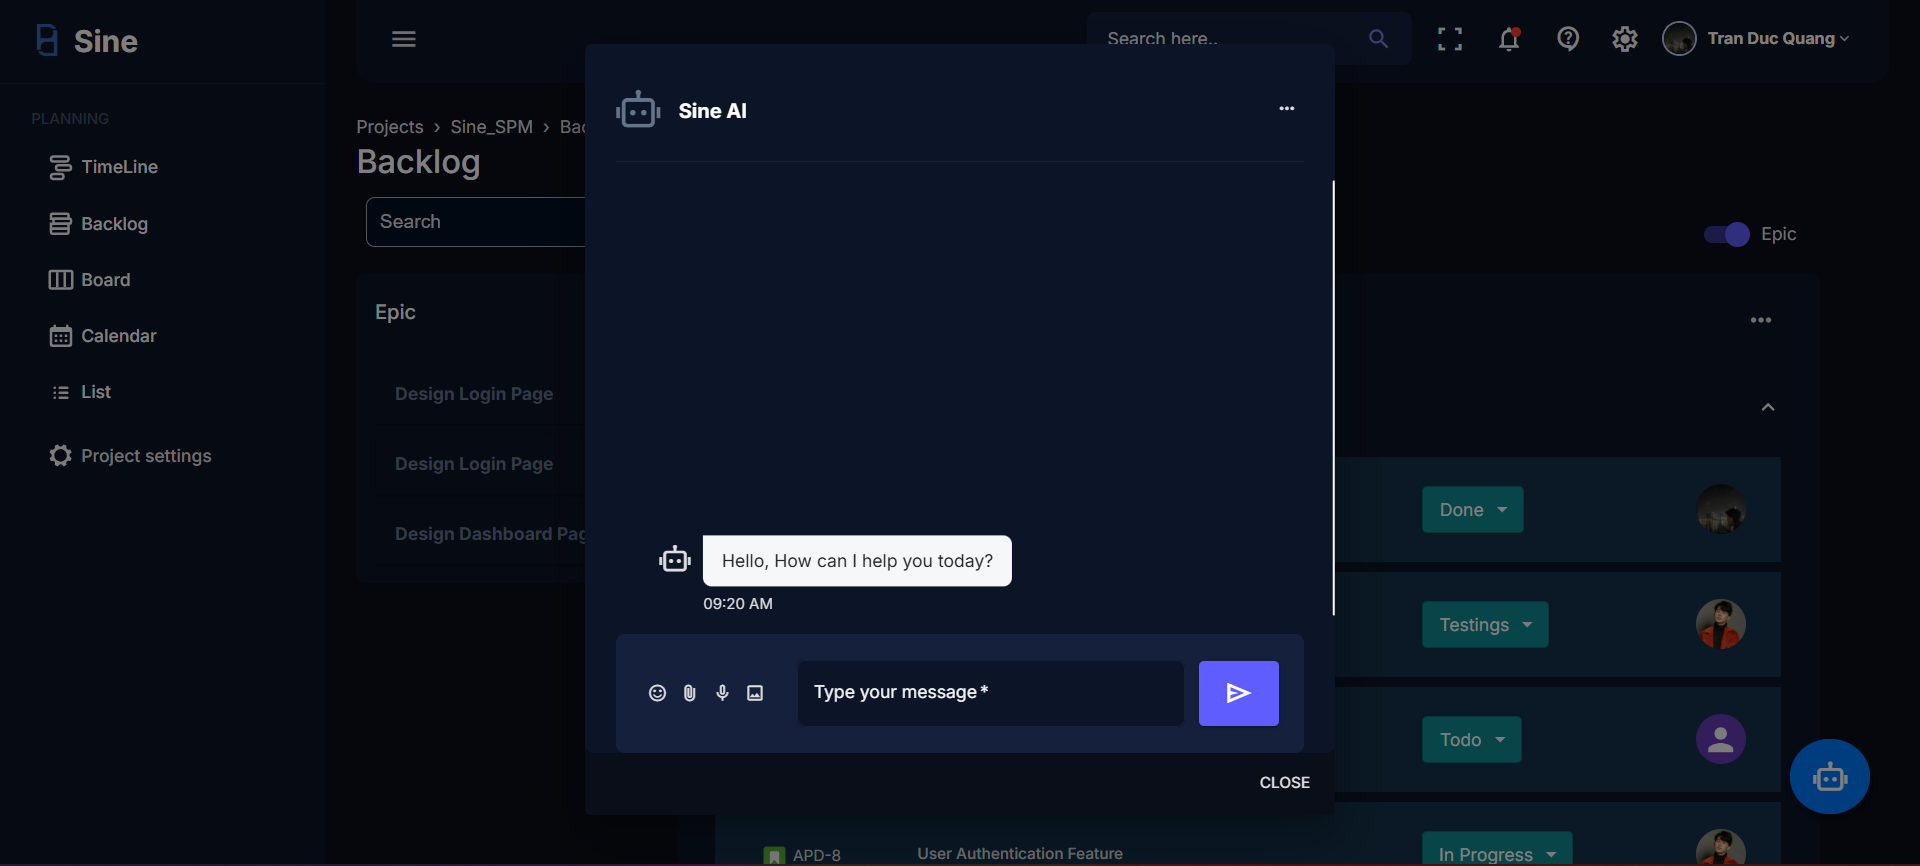 Sine
Search here..
Tran Duc Quang
PLANNING
TimeLine
Backlog
Board
Calendar
List
Project settings
Projects › Sine_SPM ›
Backlog
Search
Epic
Epic
Design Login Page
Design Login Page
Design Dashboard
Sine AI
Hello, How can I help you today?
09:20 AM
Type your message*
CLOSE
Done
Testings
Todo
APD-8
User Authentication Feature
In Progress